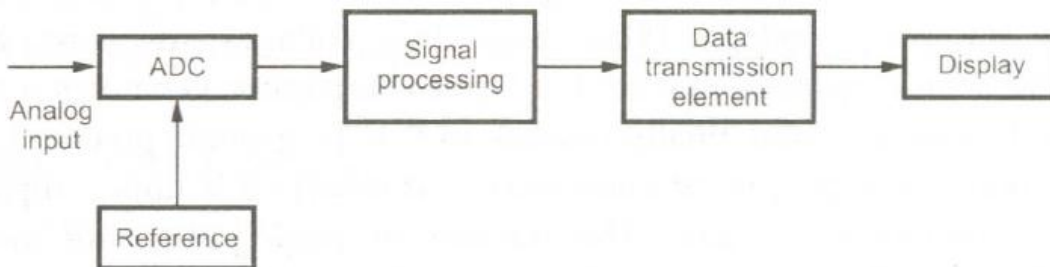 ADC
Signal
processing
Data
transmission
element
Display
Analog
input
Reference